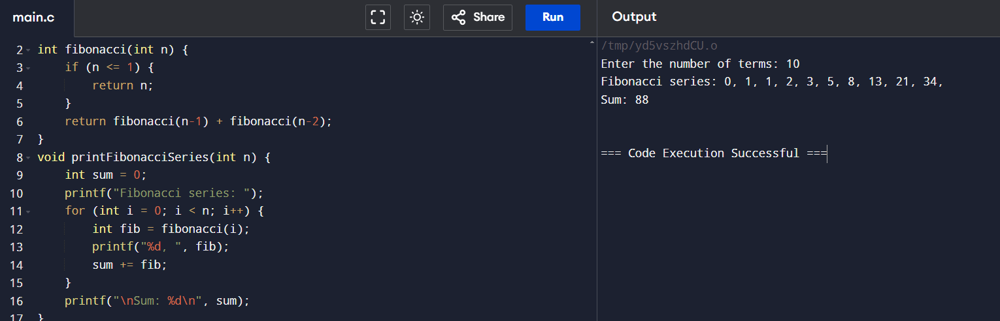 main.c
Share
Run
Output
2 int fibonacci(int n) {
3     if (n <= 1) {
4         return n;
5     }
6     return fibonacci(n-1) + fibonacci(n-2);
7 }
8 void printFibonacciSeries(int n) {
9     int sum = 0;
10     printf("Fibonacci series: ");
11     for (int i = 0; i < n; i++) {
12         int fib = fibonacci(i);
13         printf("%d, ", fib);
14         sum += fib;
15     }
16     printf("\nSum: %d\n", sum);
17 }
/tmp/yd5vszhdCU.o
Enter the number of terms: 10
Fibonacci series: 0, 1, 1, 2, 3, 5, 8, 13, 21, 34,
Sum: 88
=== Code Execution Successful ===